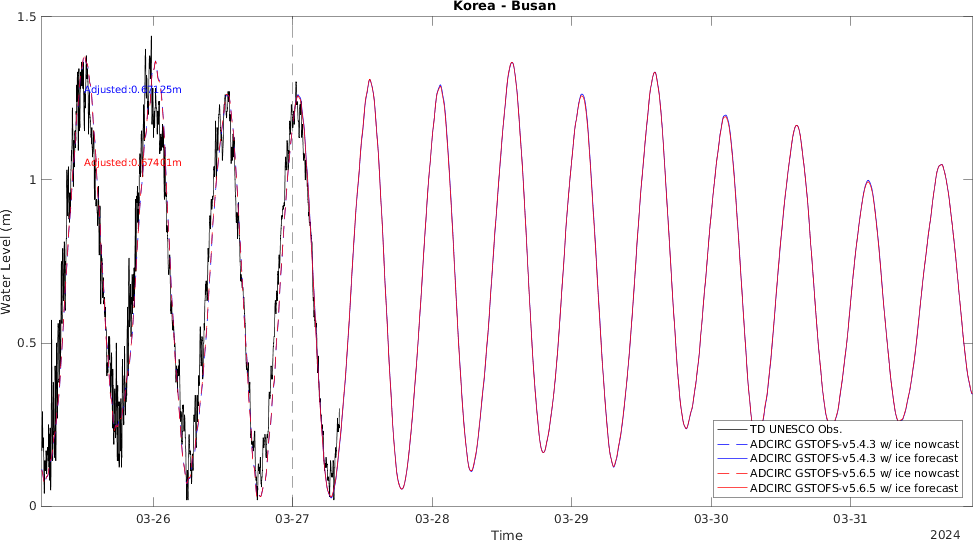 Korea - Busan
1.5
1
0.5
0
Water Level (m)
Adjusted:0.67125m
Adjusted:0.67401m
TD UNESCO Obs.
ADCIRC GSTOFS-v5.4.3 w/ ice nowcast
ADCIRC GSTOFS-v5.4.3 w/ ice forecast
ADCIRC GSTOFS-v5.6.5 w/ ice nowcast
ADCIRC GSTOFS-v5.6.5 w/ ice forecast
03-26
03-27
03-28
03-29
03-30
03-31
Time
2024